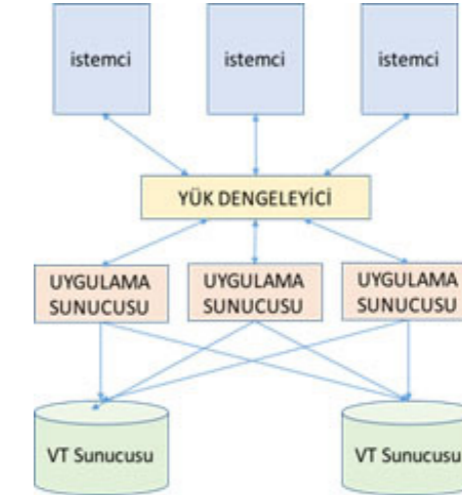 istemci istemci istemci
YÜK DENGELEYİCİ
UYGULAMA SUNUCUSU
UYGULAMA SUNUCUSU
UYGULAMA SUNUCUSU
VT Sunucusu VT Sunucusu